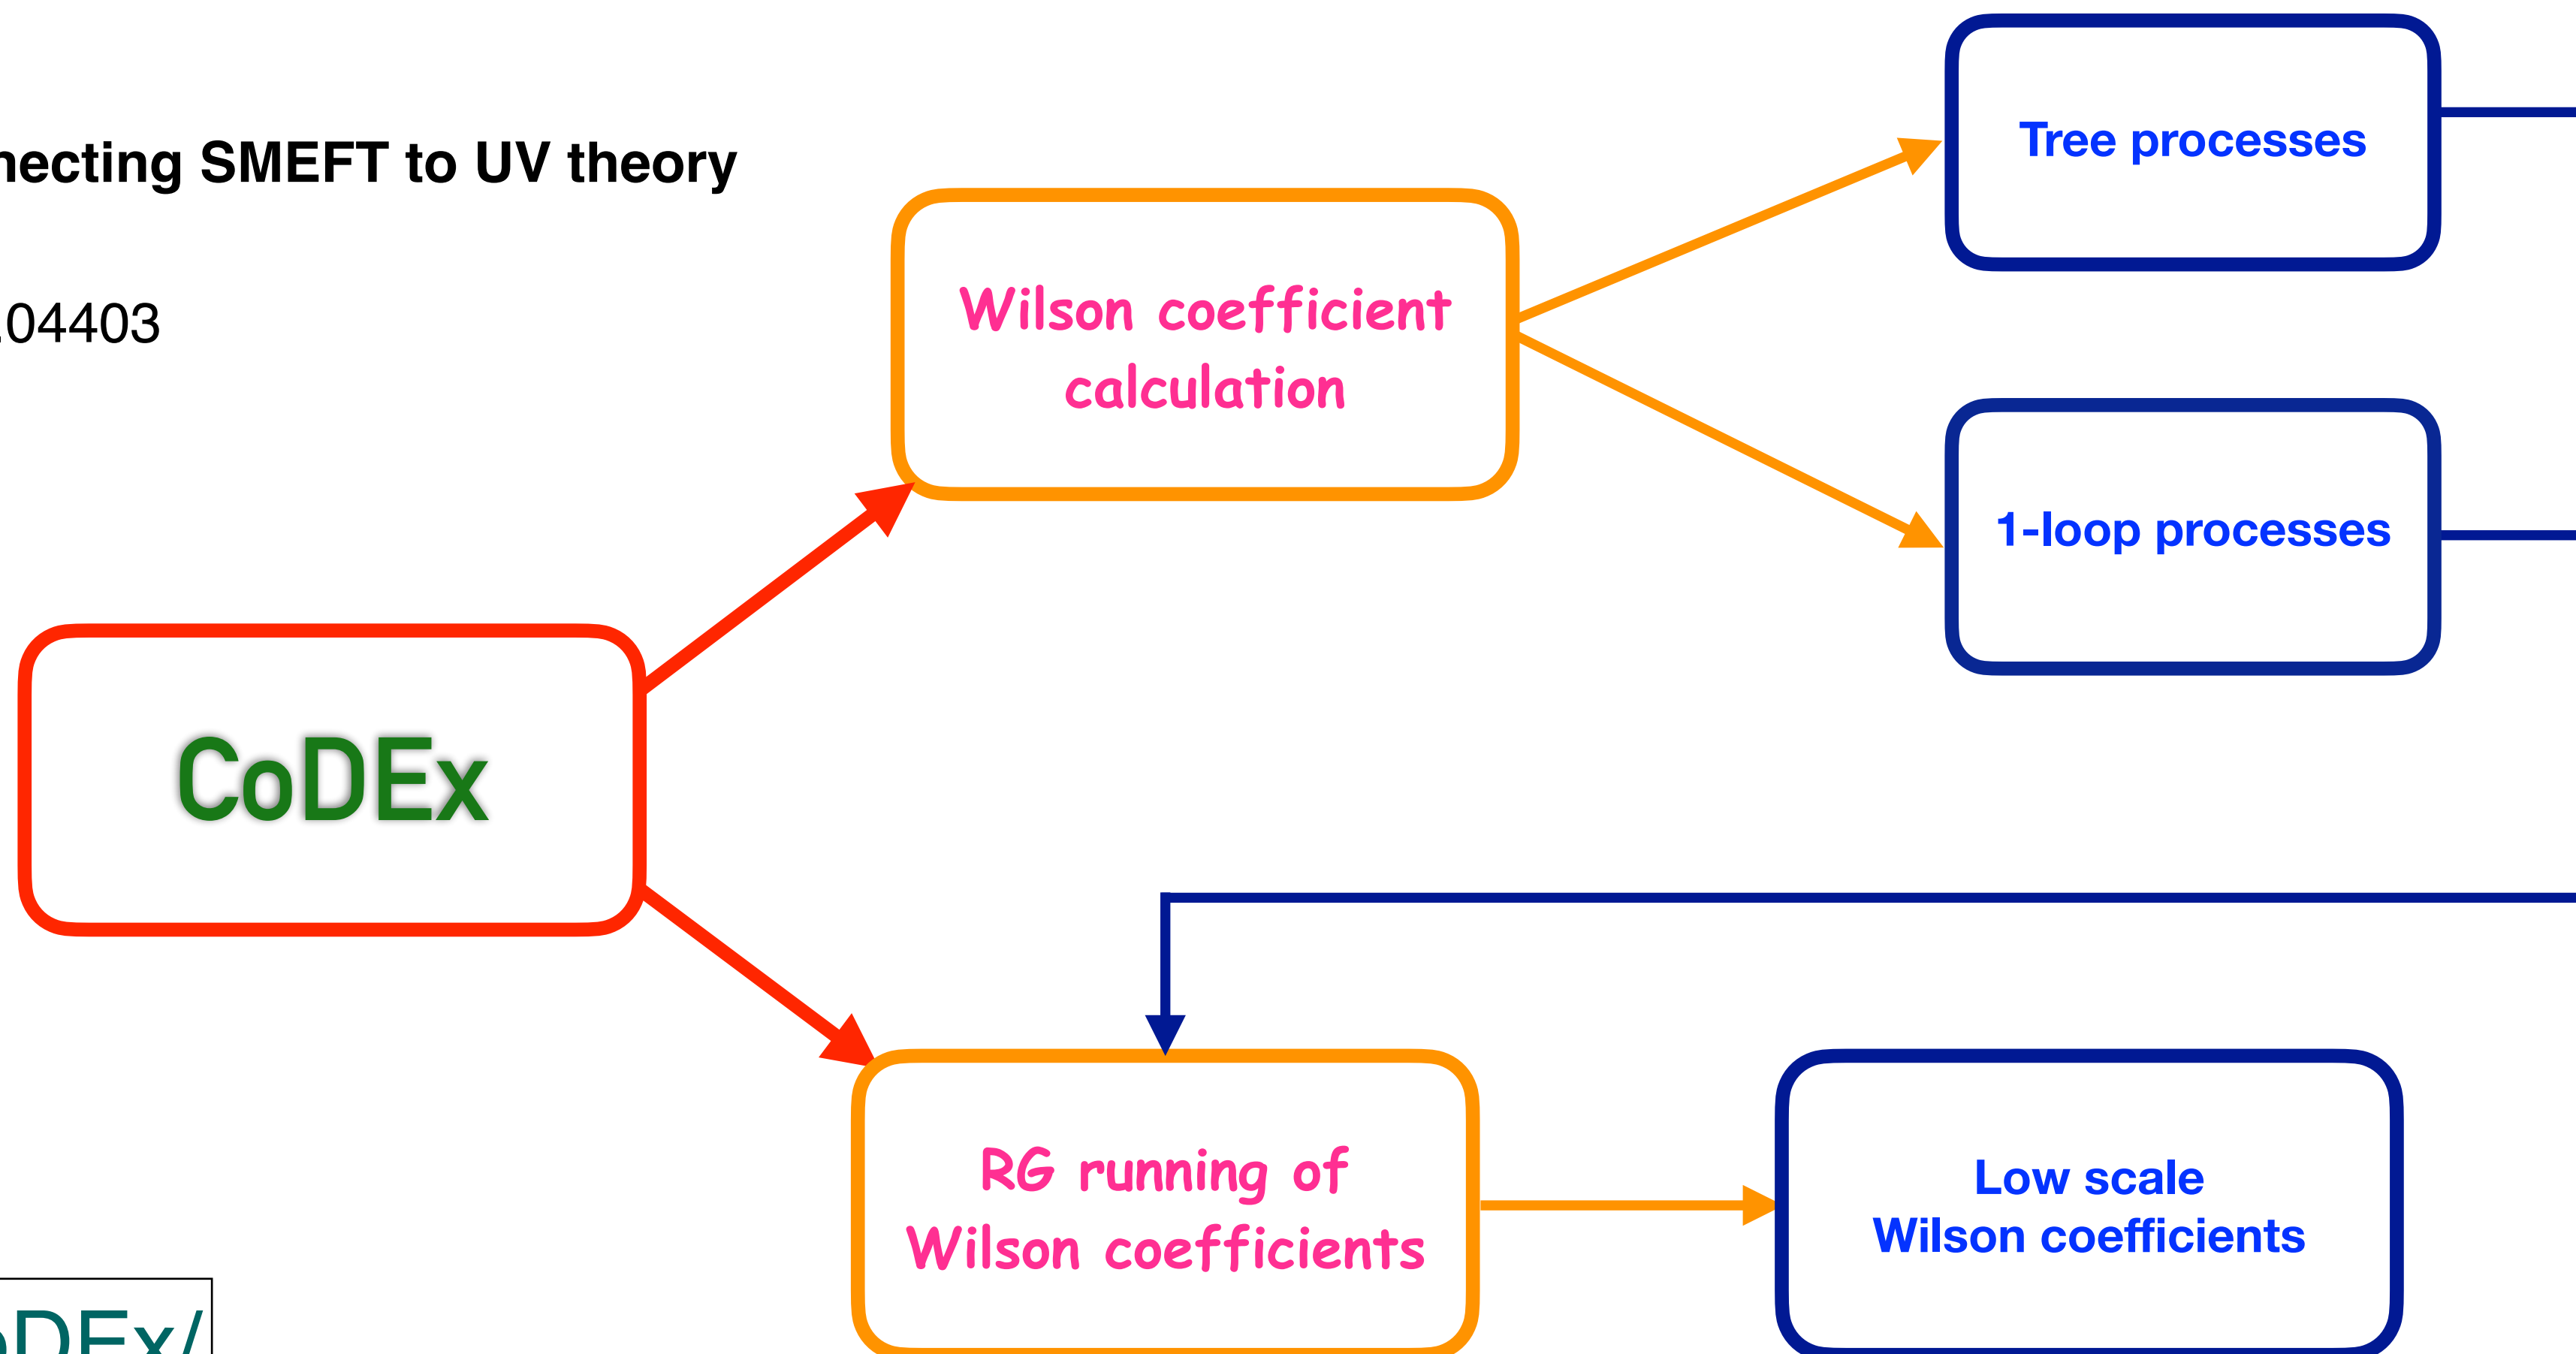 necting SMEFT to UV theory
04403
Tree processes
Wilson coefficient
calculation
1-loop processes
CoDEx
RG running of
Wilson coefficients
Low scale
Wilson coefficients
oDEx/